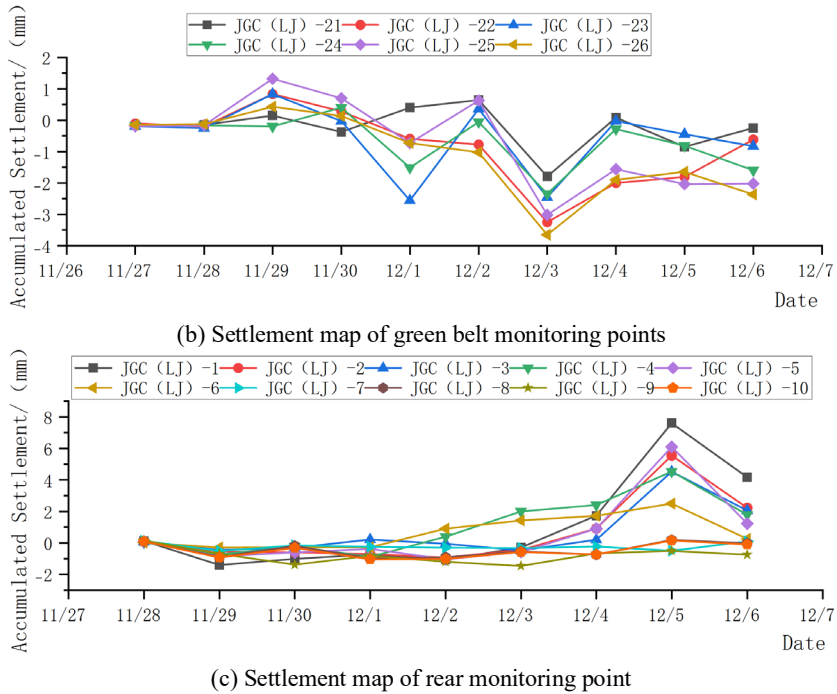 JGC (LJ) -21 JGC (LJ) -22 JGC (LJ) -23
JGC (LJ) -24 JGC (LJ) -25 JGC (LJ) -26
Accumulated Settlement/ (mm)
2
1
0
-1
-2
-3
-4
11/26 11/27 11/28 11/29 11/30 12/1 12/2 12/3 12/4 12/5 12/6 12/7
Date
(b) Settlement map of green belt monitoring points
JGC (LJ) -1 JGC (LJ) -2 JGC (LJ) -3 JGC (LJ) -4 JGC (LJ) -5
JGC (LJ) -6 JGC (LJ) -7 JGC (LJ) -8 JGC (LJ) -9 JGC (LJ) -10
Accumulated Settlement/ (mm)
8
6
4
2
0
-2
11/27 11/28 11/29 11/30 12/1 12/2 12/3 12/4 12/5 12/6 12/7
Date
(c) Settlement map of rear monitoring point